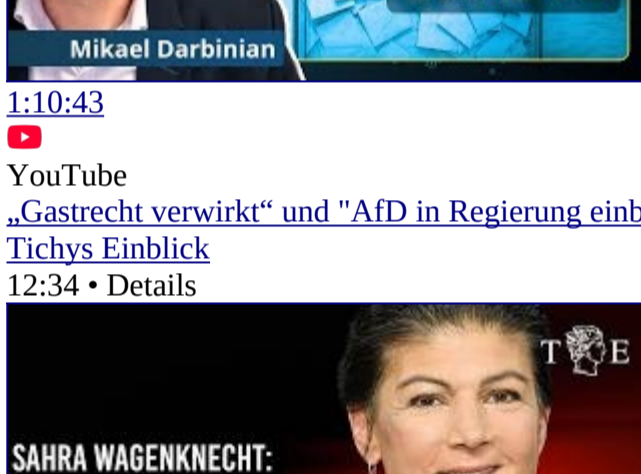 Mikael Darbinian
1:10:43
YouTube
„Gastrecht verwirkt“ und "AfD in Regierung einb
Tichys Einblick
12:34 • Details
T E
SAHRA WAGENKNECHT: